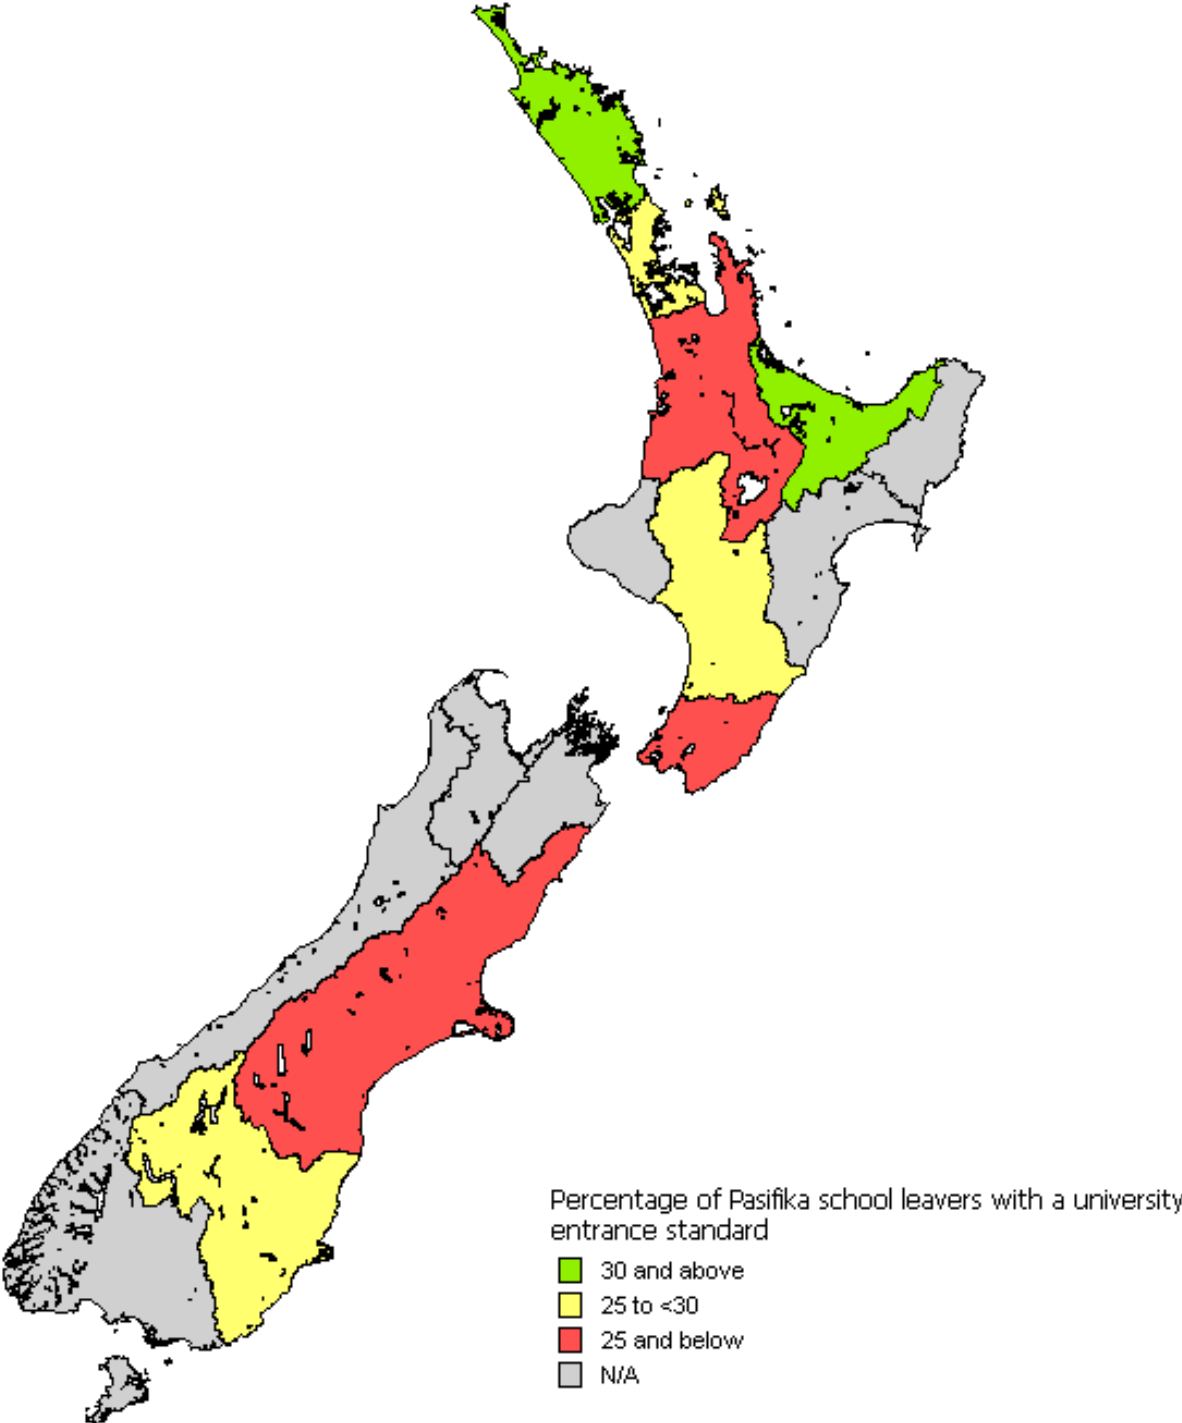 Percentage of Pasifika school leavers with a university
entrance standard
30 and above
25 to <30
25 and below
N/A